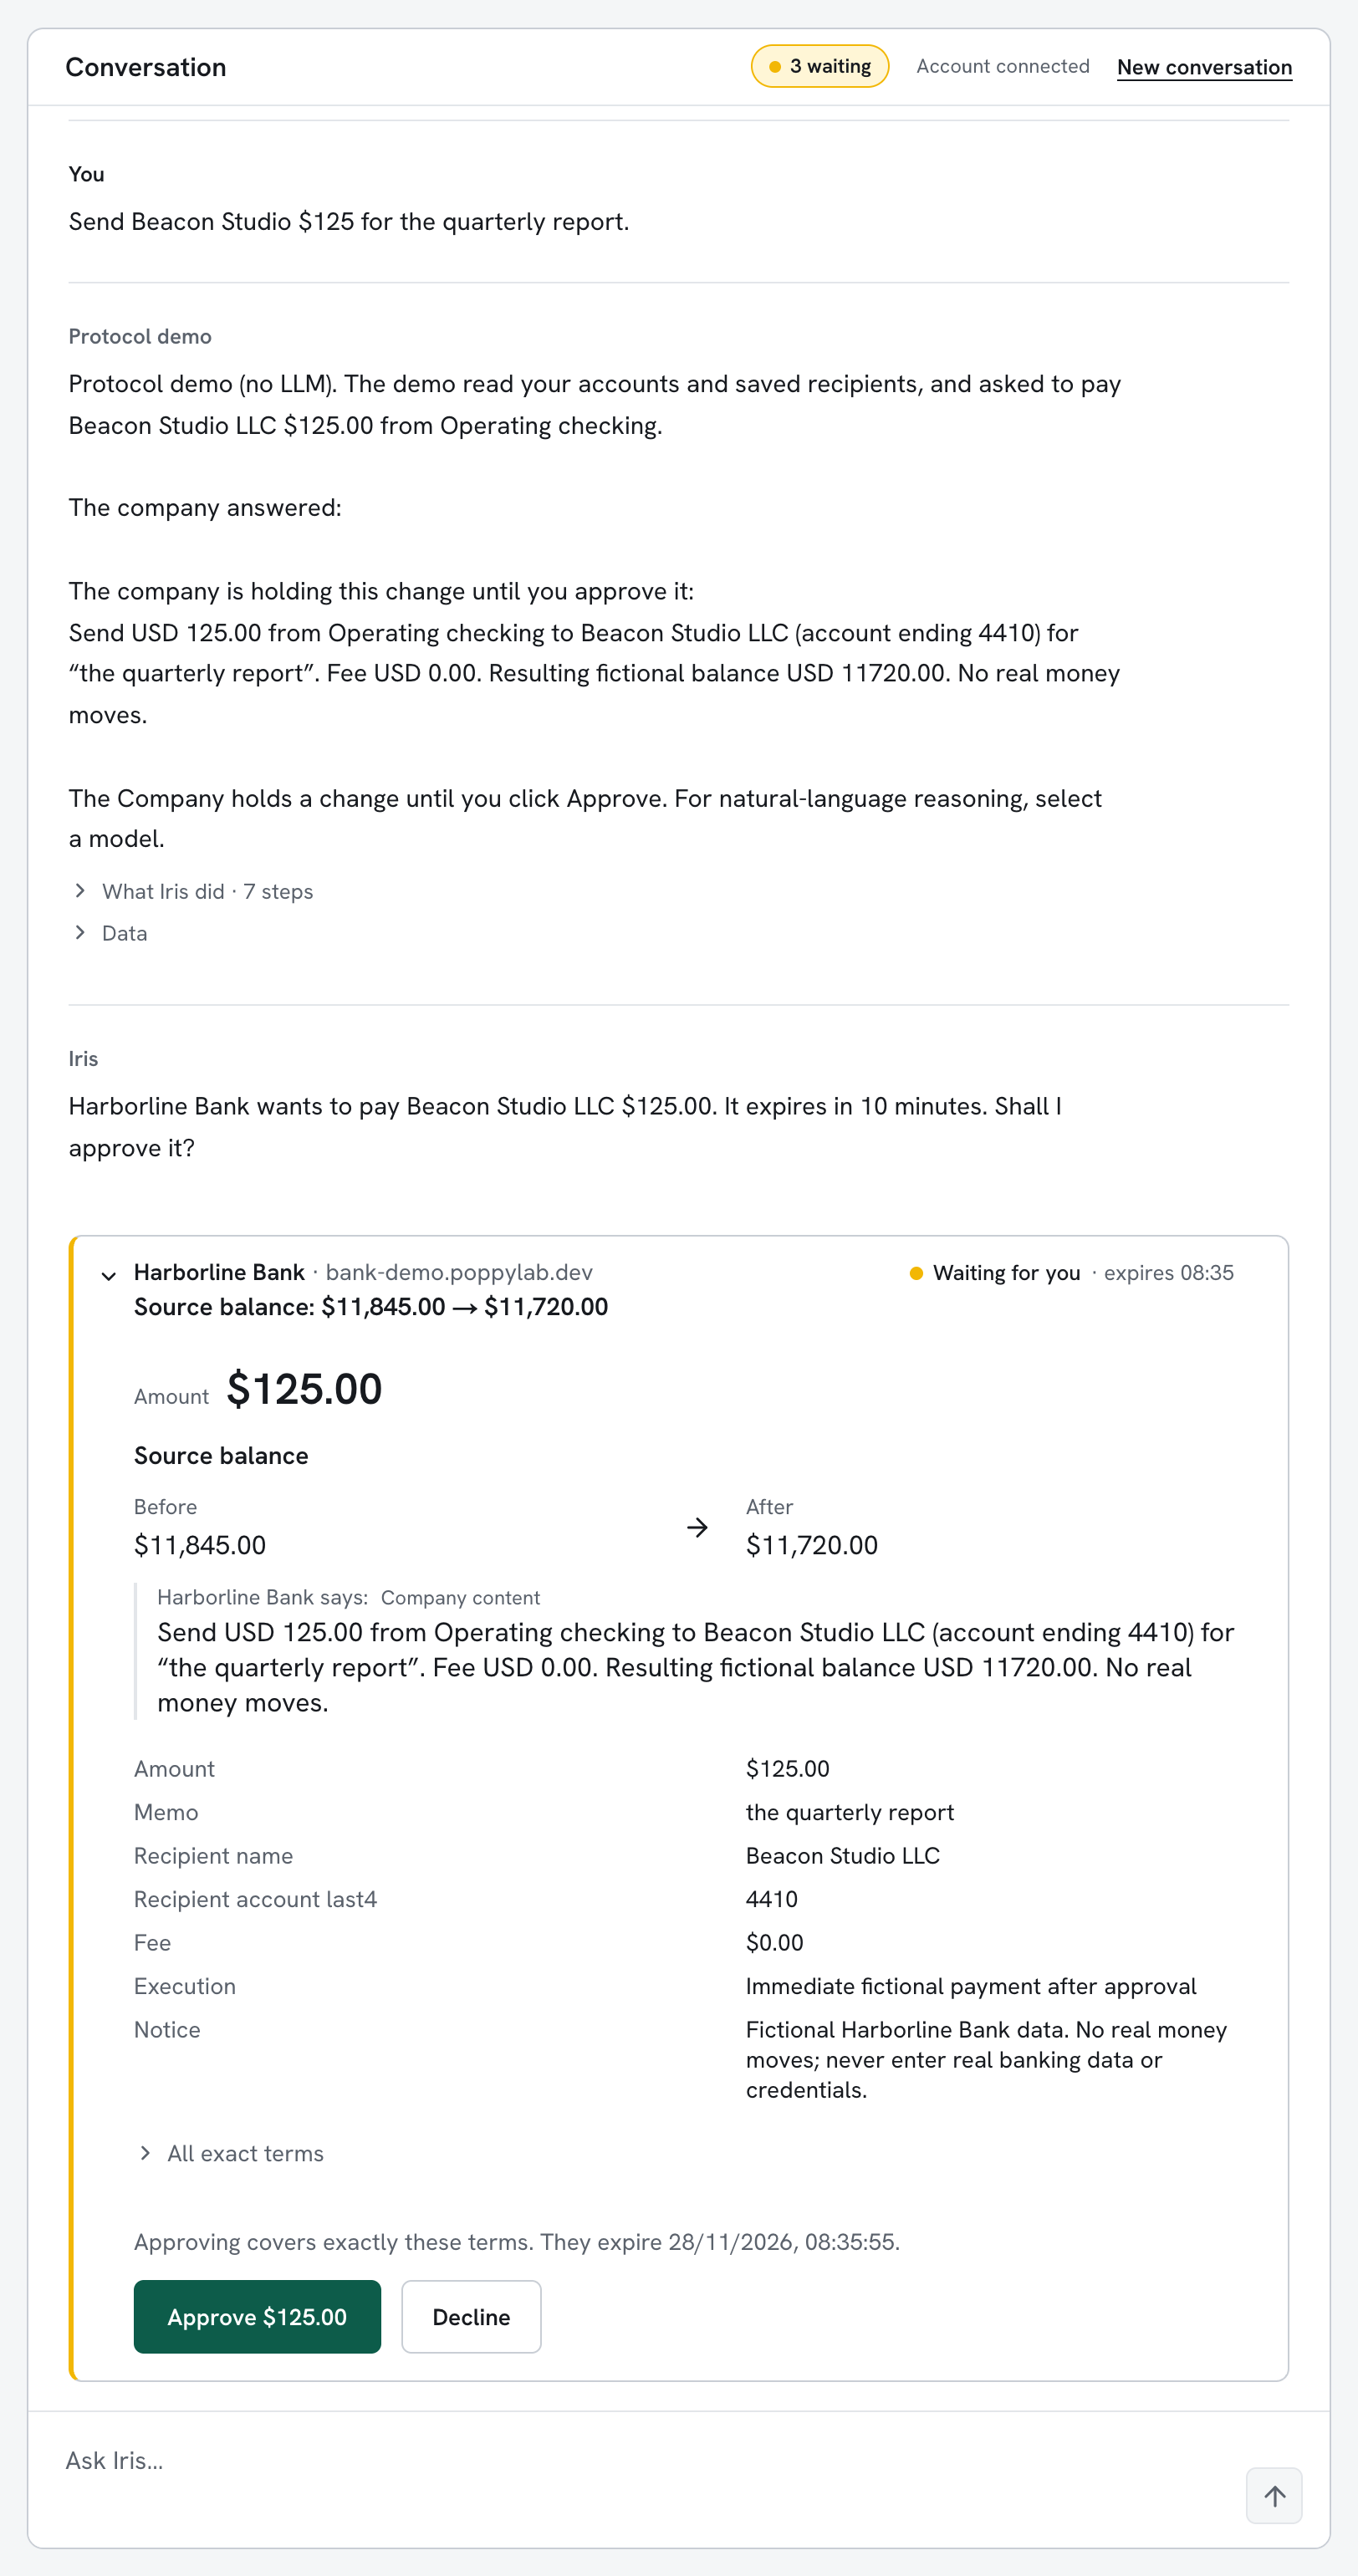 Conversation
3 waiting
Account connected
New conversation
You
Send Beacon Studio $125 for the quarterly report.
Protocol demo
Protocol demo (no LLM). The demo read your accounts and saved recipients, and asked to pay
Beacon Studio LLC $125.00 from Operating checking.
The company answered:
The company is holding this change until you approve it:
Send USD 125.00 from Operating checking to Beacon Studio LLC (account ending 4410) for
“the quarterly report”. Fee USD 0.00. Resulting fictional balance USD 11720.00. No real money
moves.
The Company holds a change until you click Approve. For natural-language reasoning, select
a model.
What Iris did · 7 steps
Data
Iris
Harborline Bank wants to pay Beacon Studio LLC $125.00. It expires in 10 minutes. Shall I
approve it?
Harborline Bank · bank-demo.poppylab.dev
Waiting for you · expires 08:35
Source balance: $11,845.00 → $11,720.00
Amount $125.00
Source balance
Before
After
$11,845.00
→
$11,720.00
Harborline Bank says: Company content
Send USD 125.00 from Operating checking to Beacon Studio LLC (account ending 4410) for
“the quarterly report”. Fee USD 0.00. Resulting fictional balance USD 11720.00. No real
money moves.
Amount
$125.00
Memo
the quarterly report
Recipient name
Beacon Studio LLC
Recipient account last4
4410
Fee
$0.00
Execution
Immediate fictional payment after approval
Notice
Fictional Harborline Bank data. No real money
moves; never enter real banking data or
credentials.
All exact terms
Approving covers exactly these terms. They expire 28/11/2026, 08:35:55.
Approve $125.00
Decline
Ask Iris...